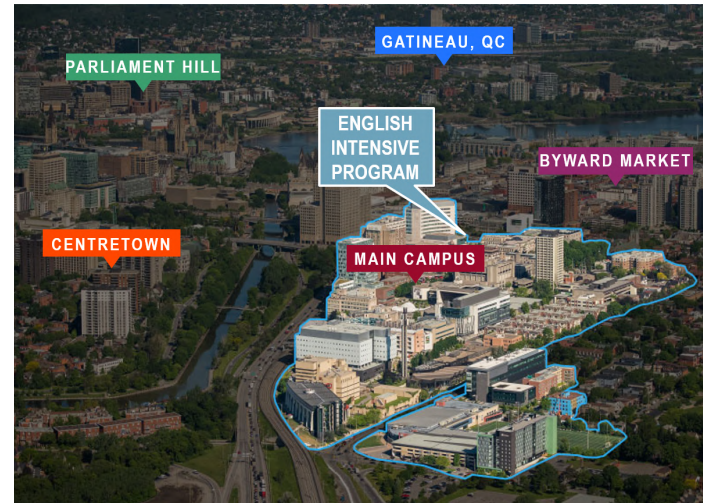 GATINEAU, QC
PARLIAMENT HILL
ENGLISH
INTENSIVE
PROGRAM
BYWARD MARKET
CENTRETOWN
MAIN CAMPUS